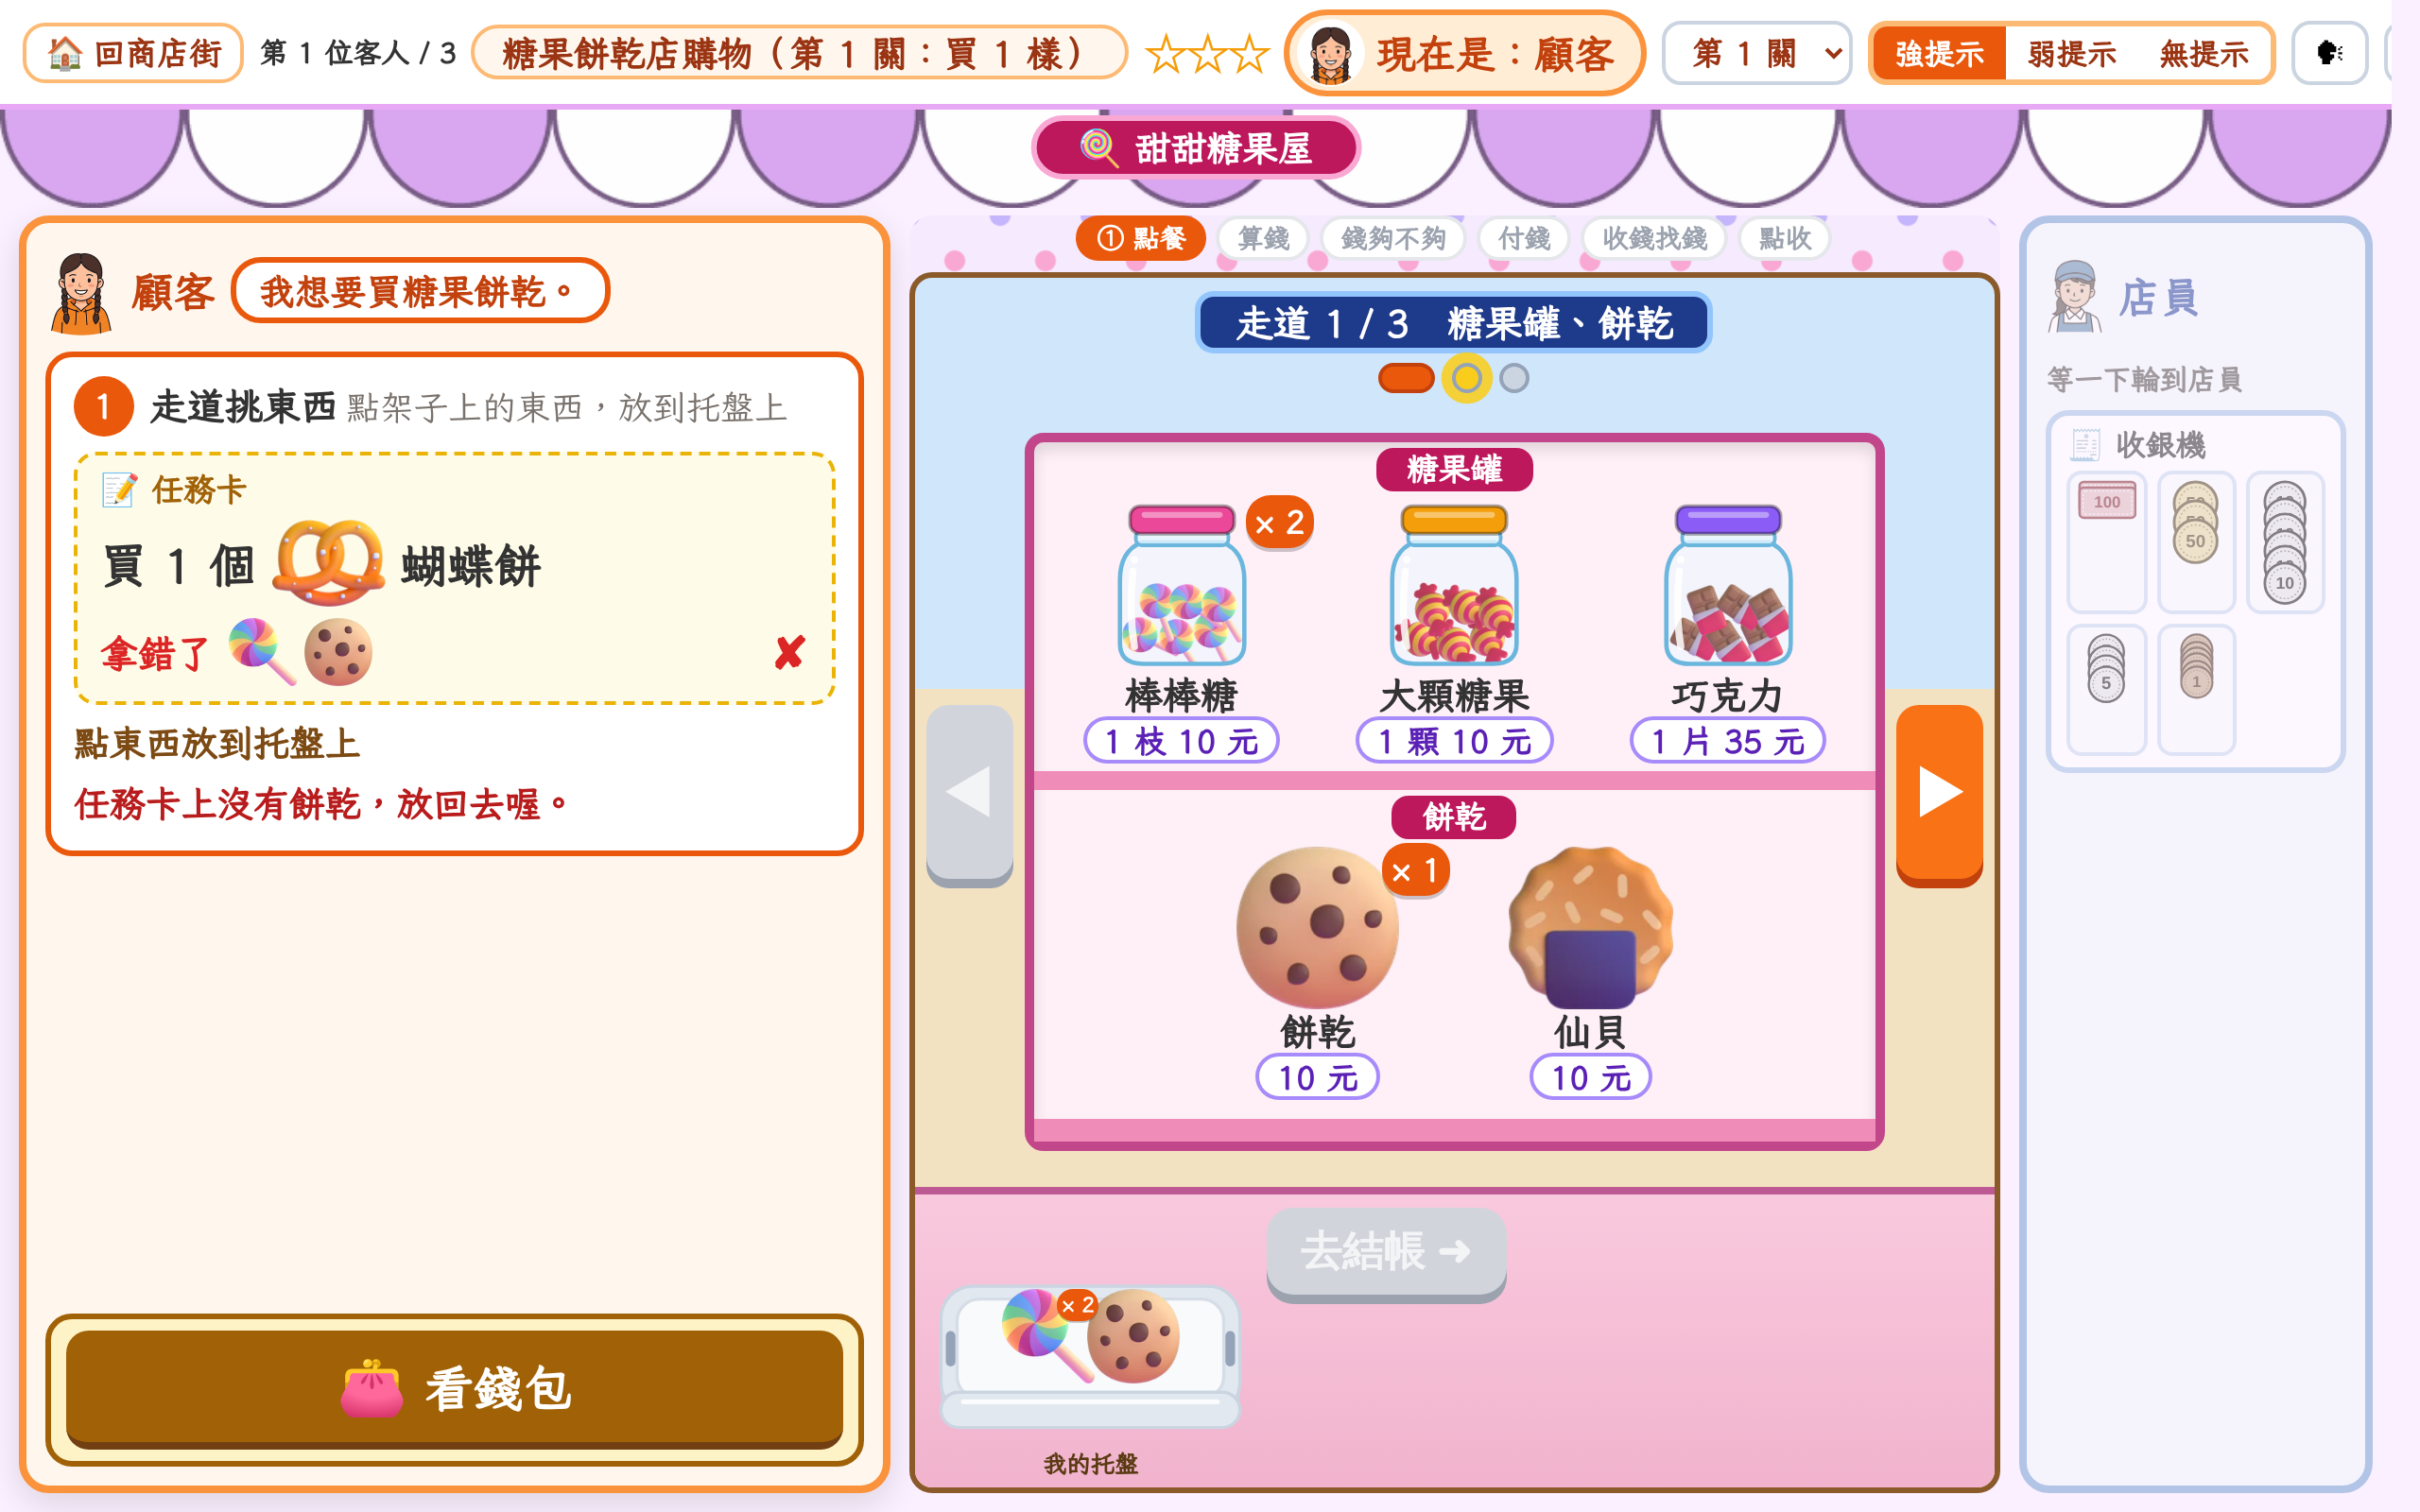 回商店街
第 1 位客人 / 3
糖果餅乾店購物（第 1 關：買 1 樣）
現在是：顧客
第 1 關
強提示
弱提示
無提示
甜甜糖果屋
顧客
我想要買糖果餅乾。
1 走道挑東西 點架子上的東西，放到托盤上
任務卡
買 1 個 蝴蝶餅
拿錯了
點東西放到托盤上
任務卡上沒有餅乾，放回去喔。
看錢包
① 點餐
算錢
錢夠不夠
付錢
收錢找錢
點收
走道 1 / 3 糖果罐、餅乾
糖果罐
× 2
棒棒糖
大顆糖果
巧克力
1 枝 10 元
1 顆 10 元
1 片 35 元
餅乾
× 1
餅乾
仙貝
10 元
10 元
去結帳 ➜
× 2
我的托盤
店員
等一下輪到店員
收銀機
100
50
10
5
1